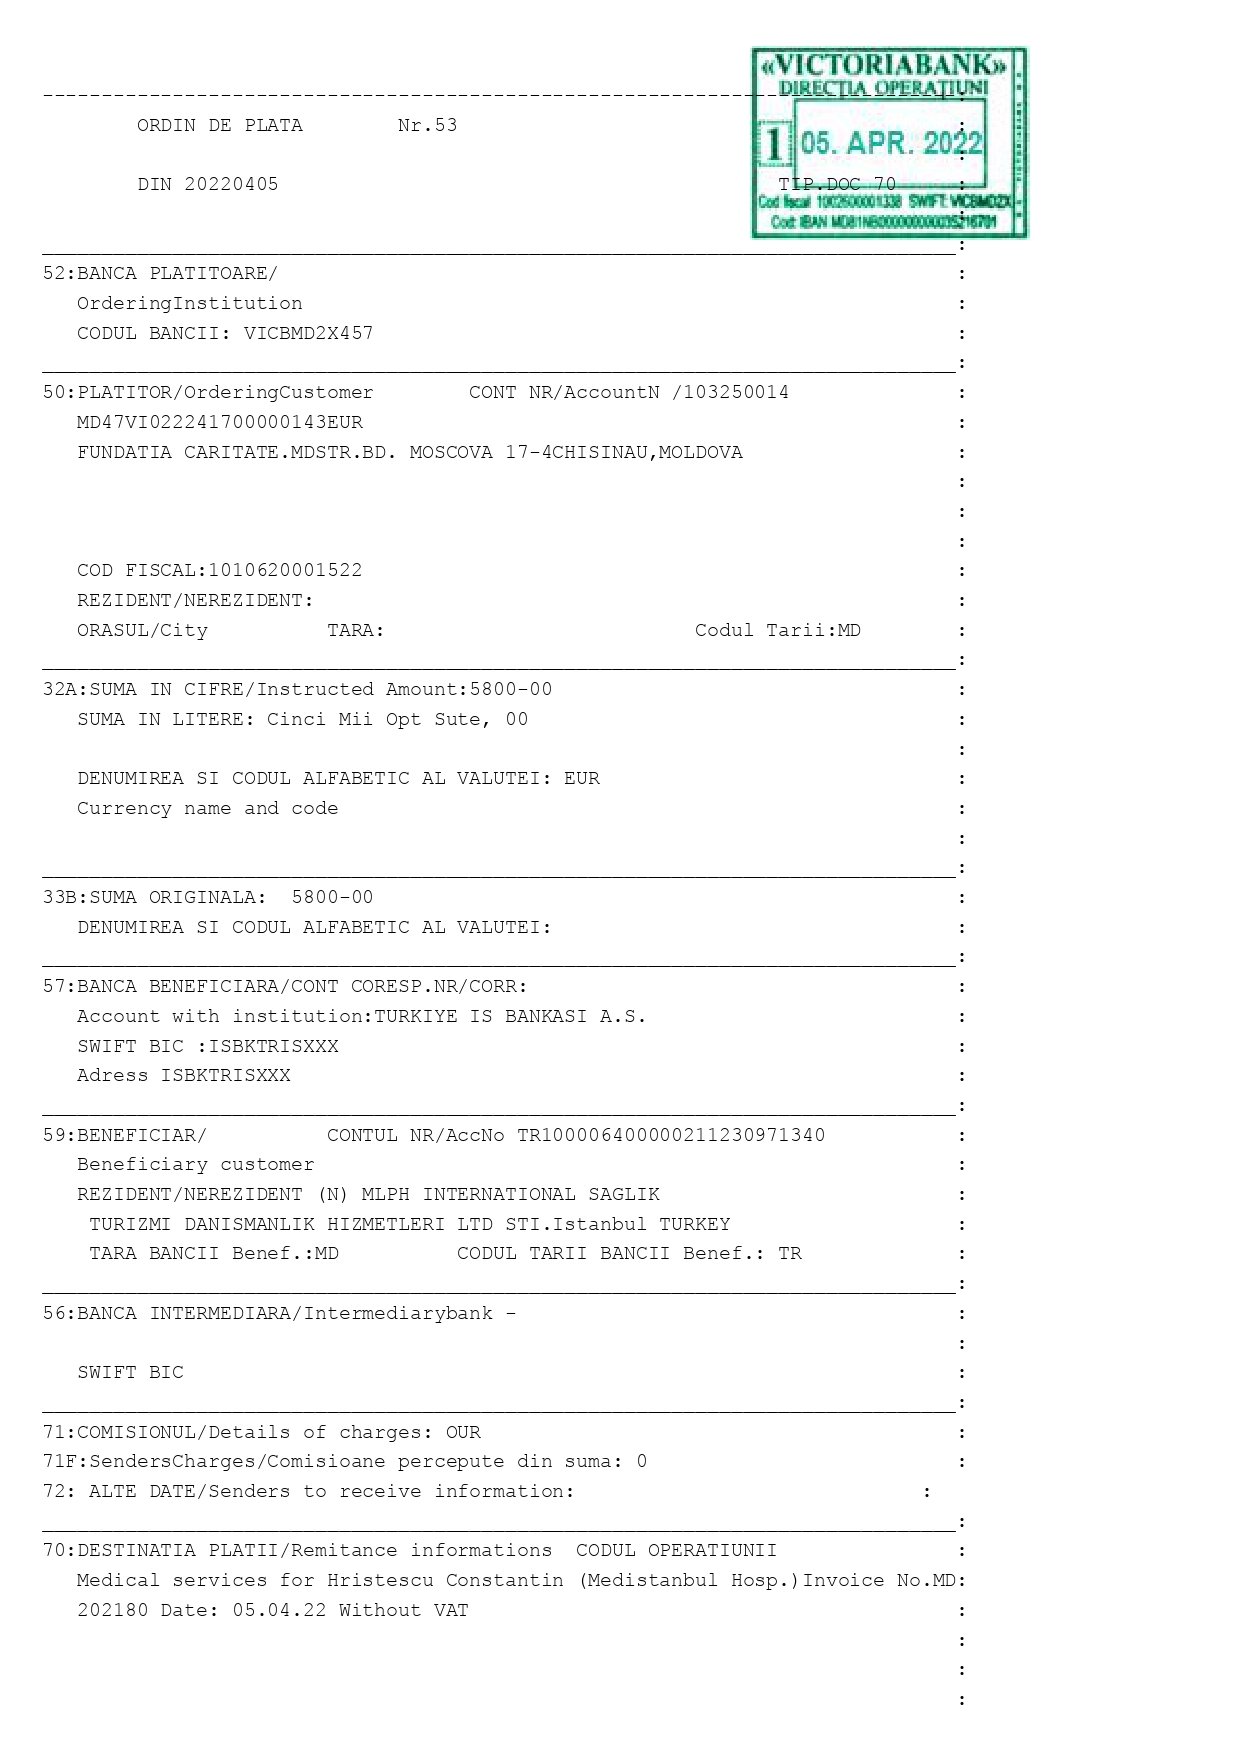 «VICTORIABANK»
DIRECȚIA OPERAȚIUNI
ORDIN DE PLATA Nr.53
1 05. APR. 2022
DIN 20220405 TIP.DOC 70
Cod fiscal 1002600001338 SWIFT: VICBMD2X
Cod: IBAN
52:BANCA PLATITOARE/ :
OrderingInstitution :
CODUL BANCII: VICBMD2X457 :
50:PLATITOR/OrderingCustomer CONT NR/AccountN /103250014 :
MD47VI022241700000143EUR :
FUNDATIA CARITATE.MDSTR.BD. MOSCOVA 17-4CHISINAU,MOLDOVA :
COD FISCAL:1010620001522 :
REZIDENT/NEREZIDENT: :
ORASUL/City TARA: Codul Tarii:MD :
32A:SUMA IN CIFRE/Instructed Amount:5800-00 :
SUMA IN LITERE: Cinci Mii Opt Sute, 00 :
DENUMIREA SI CODUL ALFABETIC AL VALUTEI: EUR :
Currency name and code :
33B:SUMA ORIGINALA: 5800-00 :
DENUMIREA SI CODUL ALFABETIC AL VALUTEI: :
57:BANCA BENEFICIARA/CONT CORESP.NR/CORR: :
Account with institution:TURKIYE IS BANKASI A.S. :
SWIFT BIC :ISBKTRISXXX :
Adress ISBKTRISXXX :
59:BENEFICIAR/ CONTUL NR/AccNo TR100006400000211230971340 :
Beneficiary customer :
REZIDENT/NEREZIDENT (N) MLPH INTERNATIONAL SAGLIK :
TURIZMI DANISMANLIK HIZMETLERI LTD STI.Istanbul TURKEY :
TARA BANCII Benef.:MD CODUL TARII BANCII Benef.: TR :
56:BANCA INTERMEDIARA/Intermediarybank - :
SWIFT BIC :
71:COMISIONUL/Details of charges: OUR :
71F:SendersCharges/Comisioane percepute din suma: 0 :
72: ALTE DATE/Senders to receive information: :
70:DESTINATIA PLATII/Remitance informations CODUL OPERATIUNII :
Medical services for Hristescu Constantin (Medistanbul Hosp.)Invoice No.MD:
202180 Date: 05.04.22 Without VAT :